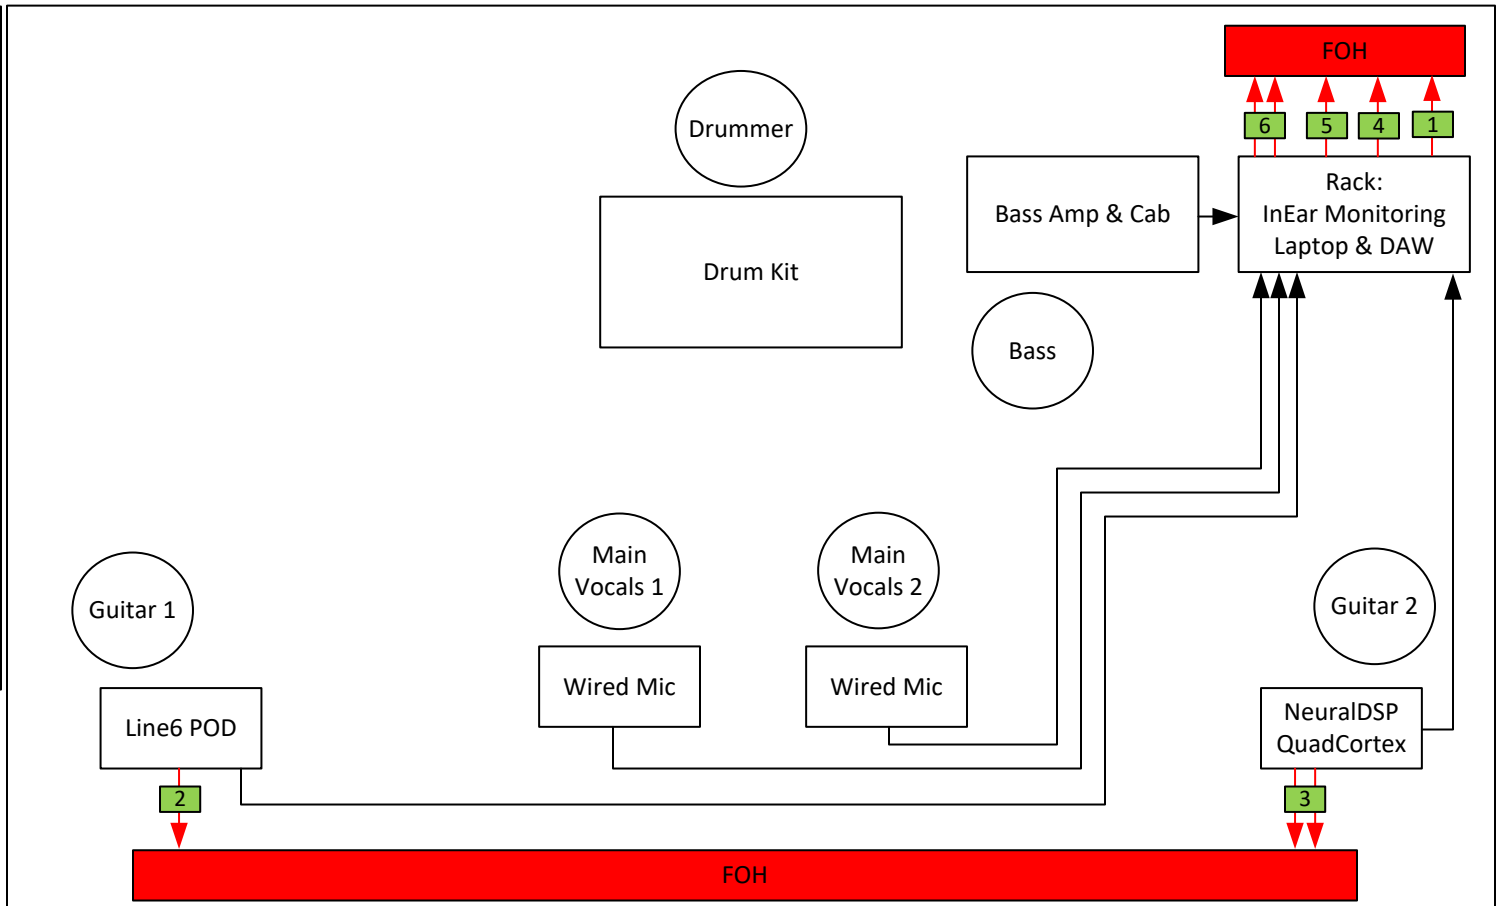 FOH
6
5
4
1
Drummer
Rack:
InEar Monitoring
Laptop & DAW
Bass Amp & Cab
Drum Kit
Bass
Main
Vocals 1
Main
Vocals 2
Guitar 1
Guitar 2
Wired Mic
Wired Mic
Line6 POD
NeuralDSP
QuadCortex
2
3
FOH